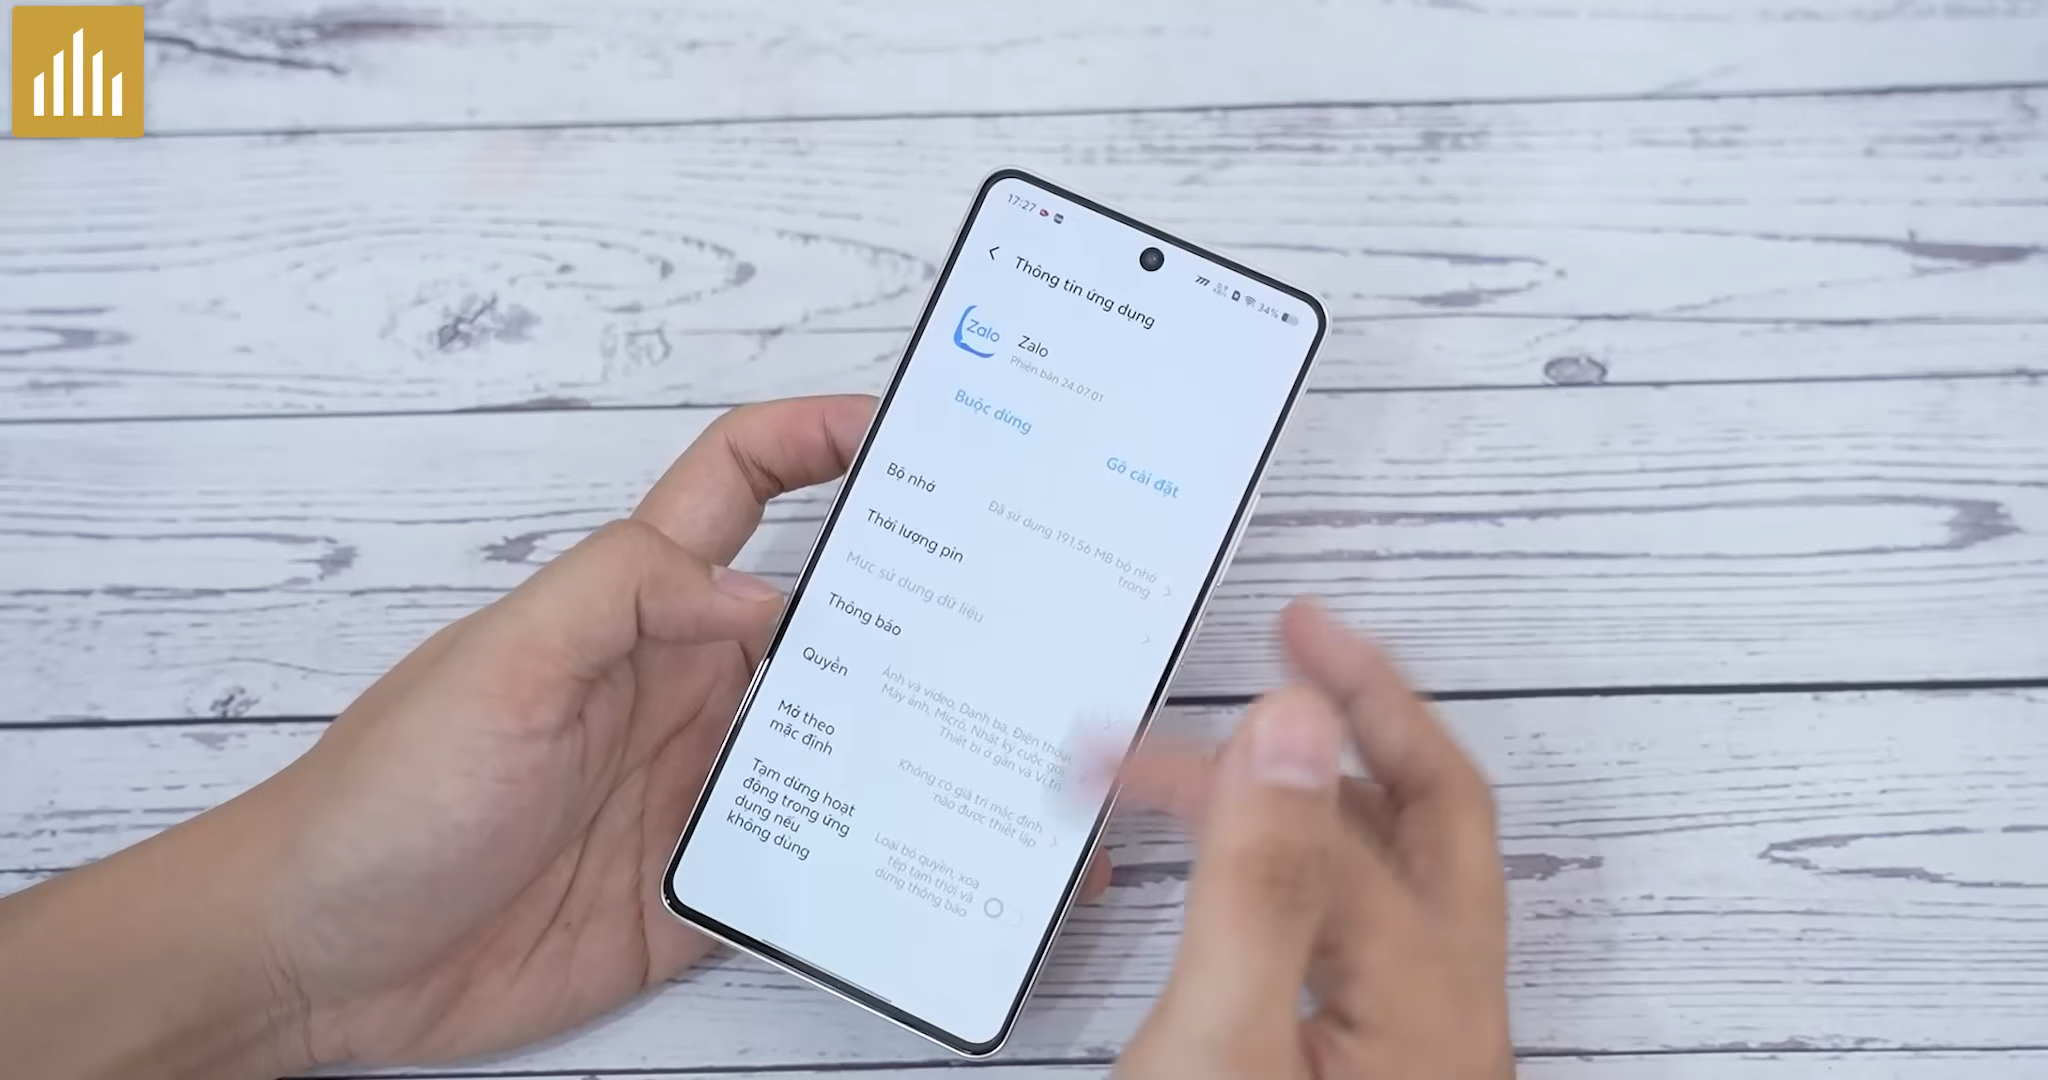 17:27
34%
Thông tin ứng dụng
Zalo
Zalo
Phiên bản 24.07.01
Buộc dừng
Gỡ cài đặt
Bộ nhớ
Đã sử dụng 191,56 MB bộ nhớ
trong
Thời lượng pin
Mức sử dụng dữ liệu
Thông báo
Quyền
Ảnh và video, Danh bạ, Điện thoại,
Máy ảnh, Micrô, Nhật ký cuộc gọi,
Thiết bị ở gần và Vị trí
Mở theo
mặc định
Không có giá trị mặc định
nào được thiết lập
Tạm dừng hoạt
động trong ứng
dụng nếu
không dùng
Loại bỏ quyền, xóa
tệp tạm thời và
dừng thông báo